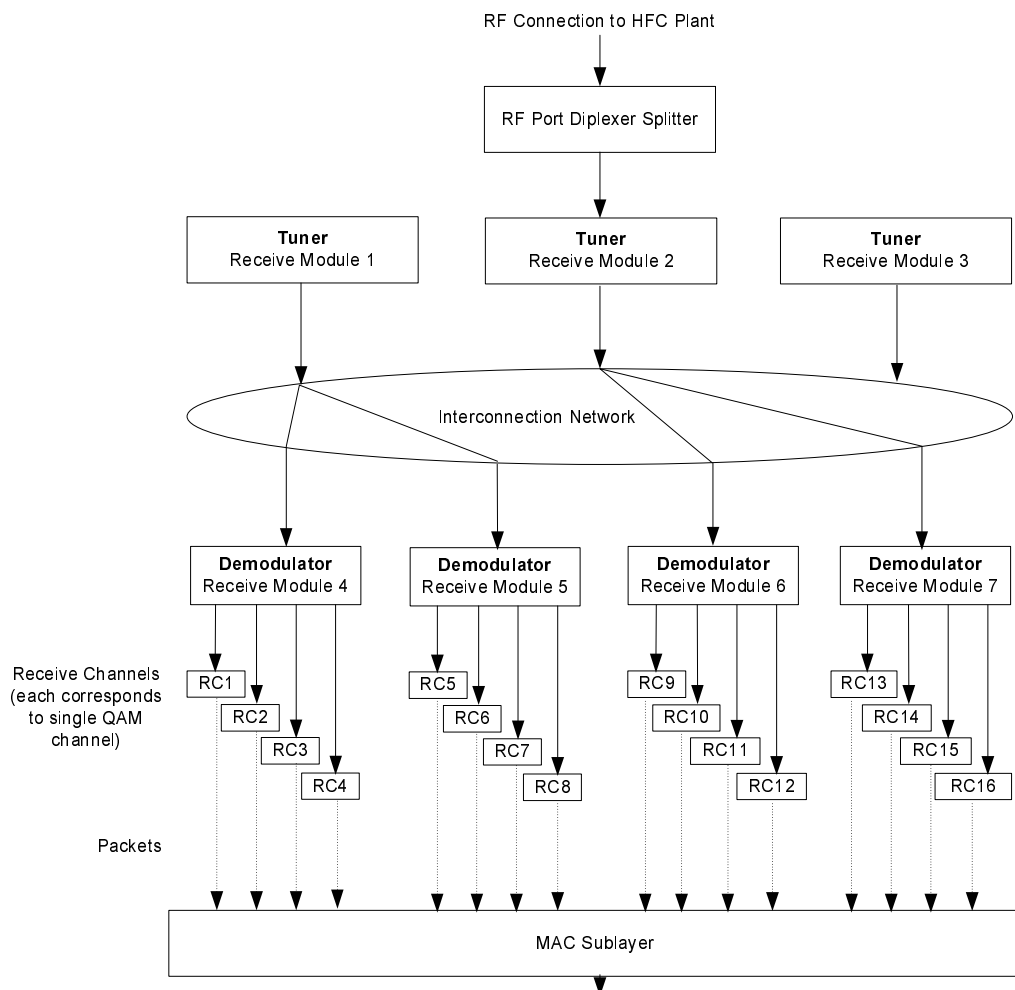 RF Connection to HFC Plant
RF Port Diplexer Splitter
Tuner
Receive Module 1
Tuner
Receive Module 2
Tuner
Receive Module 3
Interconnection Network
Demodulator
Receive Module 4
Demodulator
Receive Module 5
Demodulator
Receive Module 6
Demodulator
Receive Module 7
Receive Channels
(each corresponds
to single QAM
channel)
RC1
RC2
RC3
RC4
RC5
RC6
RC7
RC8
RC9
RC10
RC11
RC12
RC13
RC14
RC15
RC16
Packets
MAC Sublayer